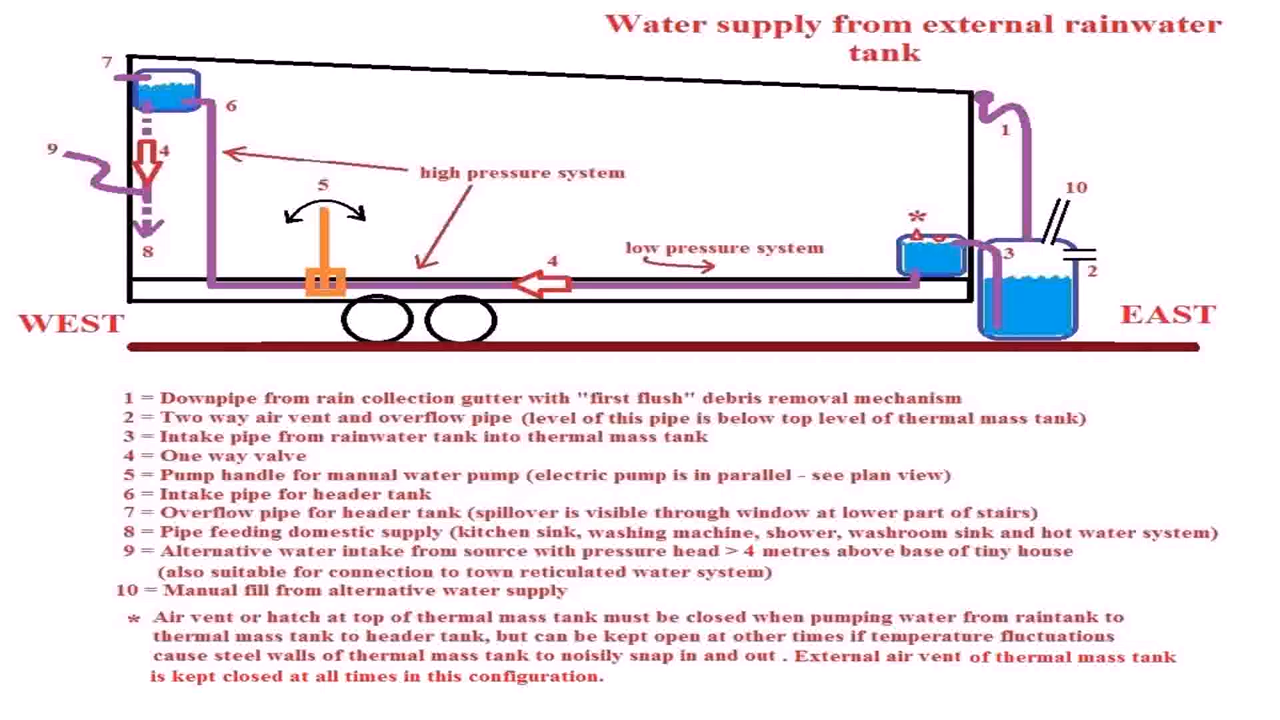 Water supply from external rainwater
tank
7
6
1
9
4
high pressure system
5
10
*
8
4
low pressure system
3
2
WEST
EAST
1 = Downpipe from rain collection gutter with "first flush" debris removal mechanism
2 = Two way air vent and overflow pipe (level of this pipe is below top level of thermal mass tank)
3 = Intake pipe from rainwater tank into thermal mass tank
4 = One way valve
5 = Pump handle for manual water pump (electric pump is in parallel - see plan view)
6 = Intake pipe for header tank
7 = Overflow pipe for header tank (spillover is visible through window at lower part of stairs)
8 = Pipe feeding domestic supply (kitchen sink, washing machine, shower, washroom sink and hot water system)
9 = Alternative water intake from source with pressure head > 4 metres above base of tiny house
(also suitable for connection to town reticulated water system)
10 = Manual fill from alternative water supply
* Air vent or hatch at top of thermal mass tank must be closed when pumping water from raintank to
thermal mass tank to header tank, but can be kept open at other times if temperature fluctuations
cause steel walls of thermal mass tank to noisily snap in and out . External air vent of thermal mass tank
is kept closed at all times in this configuration.